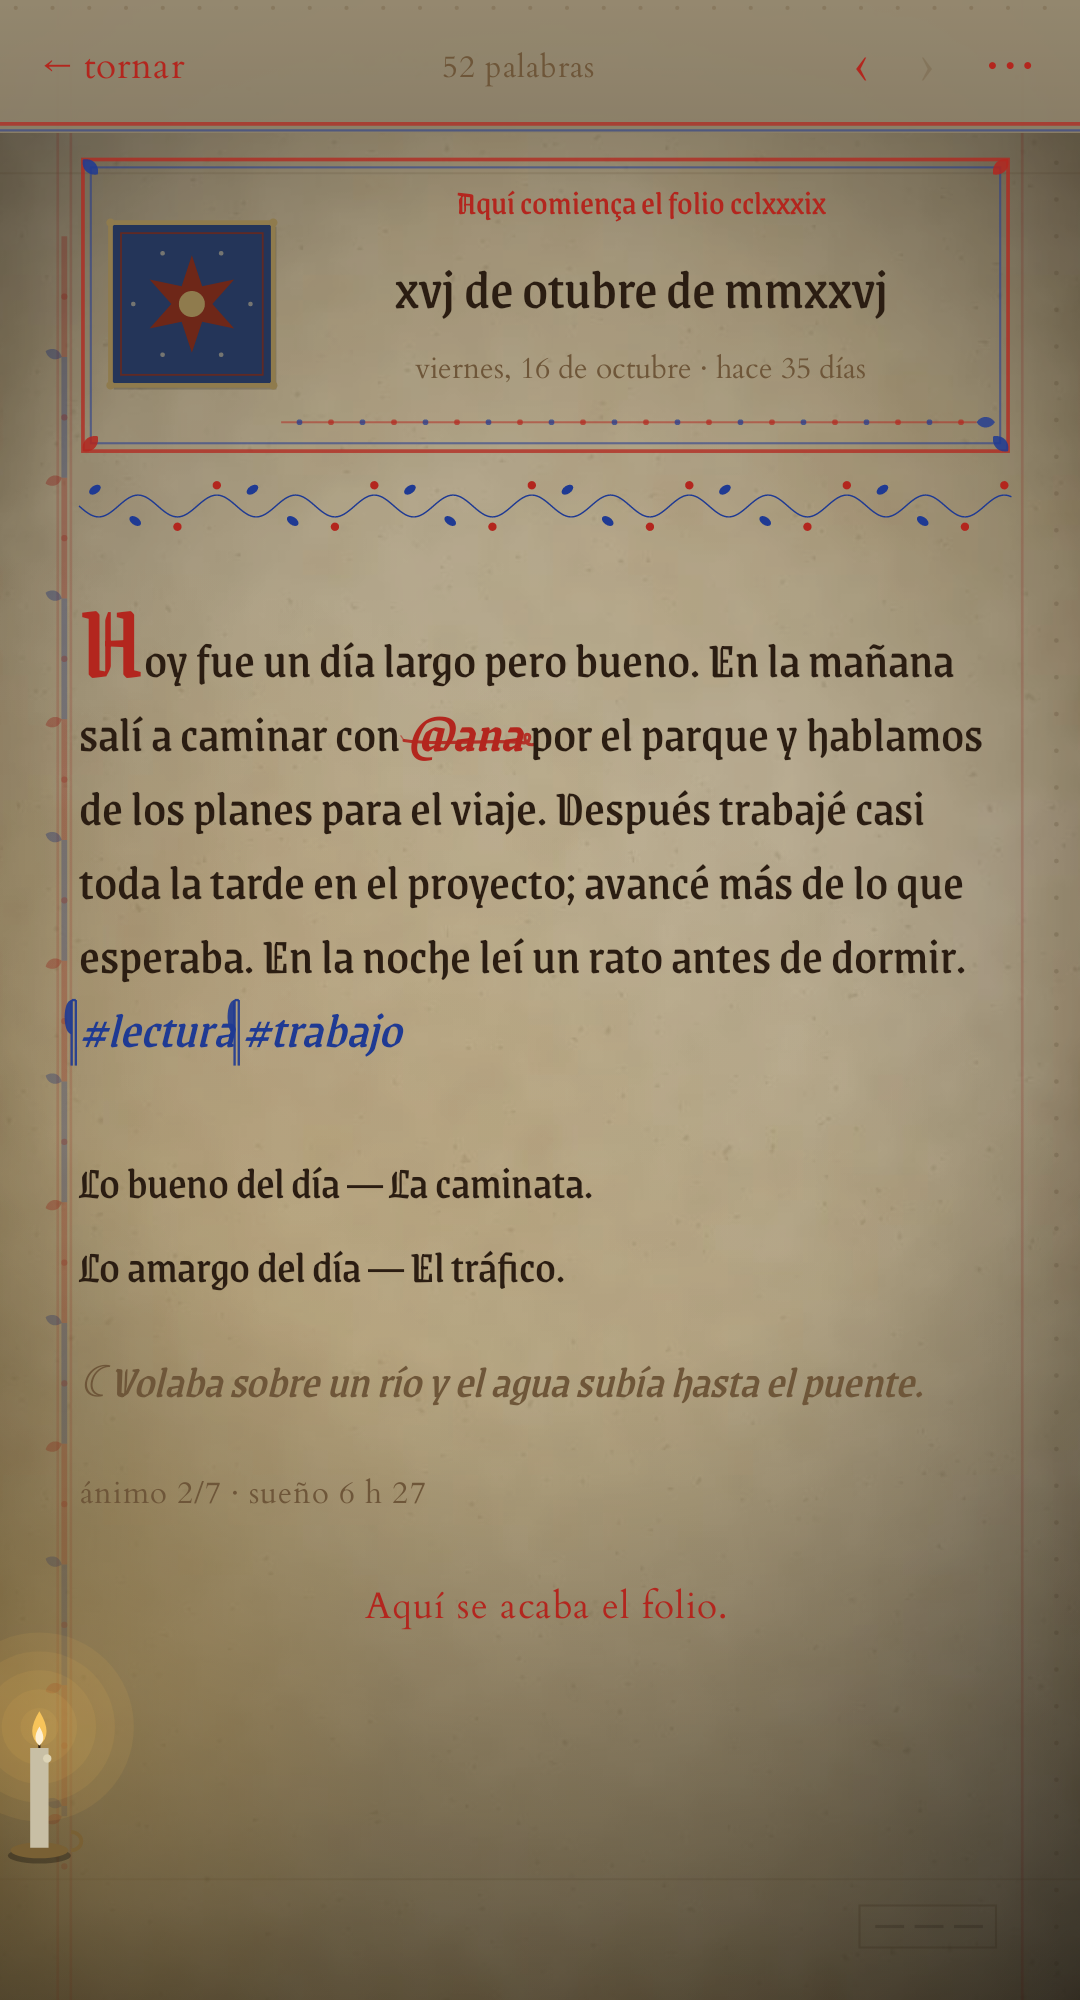 ← tornar 52 palabras ‹ › •••
Aquí comiença el folio cclxxxix
xvj de otubre de mmxxvj
viernes, 16 de octubre · hace 35 días
Hoy fue un día largo pero bueno. En la mañana
salí a caminar con @ana por el parque y hablamos
de los planes para el viaje. Después trabajé casi
toda la tarde en el proyecto; avancé más de lo que
esperaba. En la noche leí un rato antes de dormir.
¶#lectura ¶#trabajo
Lo bueno del día — La caminata.
Lo amargo del día — El tráfico.
☾Volaba sobre un río y el agua subía hasta el puente.
ánimo 2/7 · sueño 6 h 27
Aquí se acaba el folio.
— — —